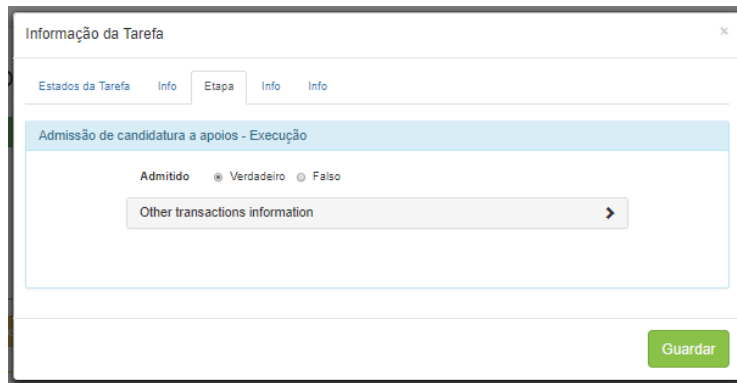 Informação da Tarefa ×
Estados da Tarefa Info Etapa Info Info
Admissão de candidatura a apoios - Execução
Admitido Verdadeiro Falso
Other transactions information
Guardar